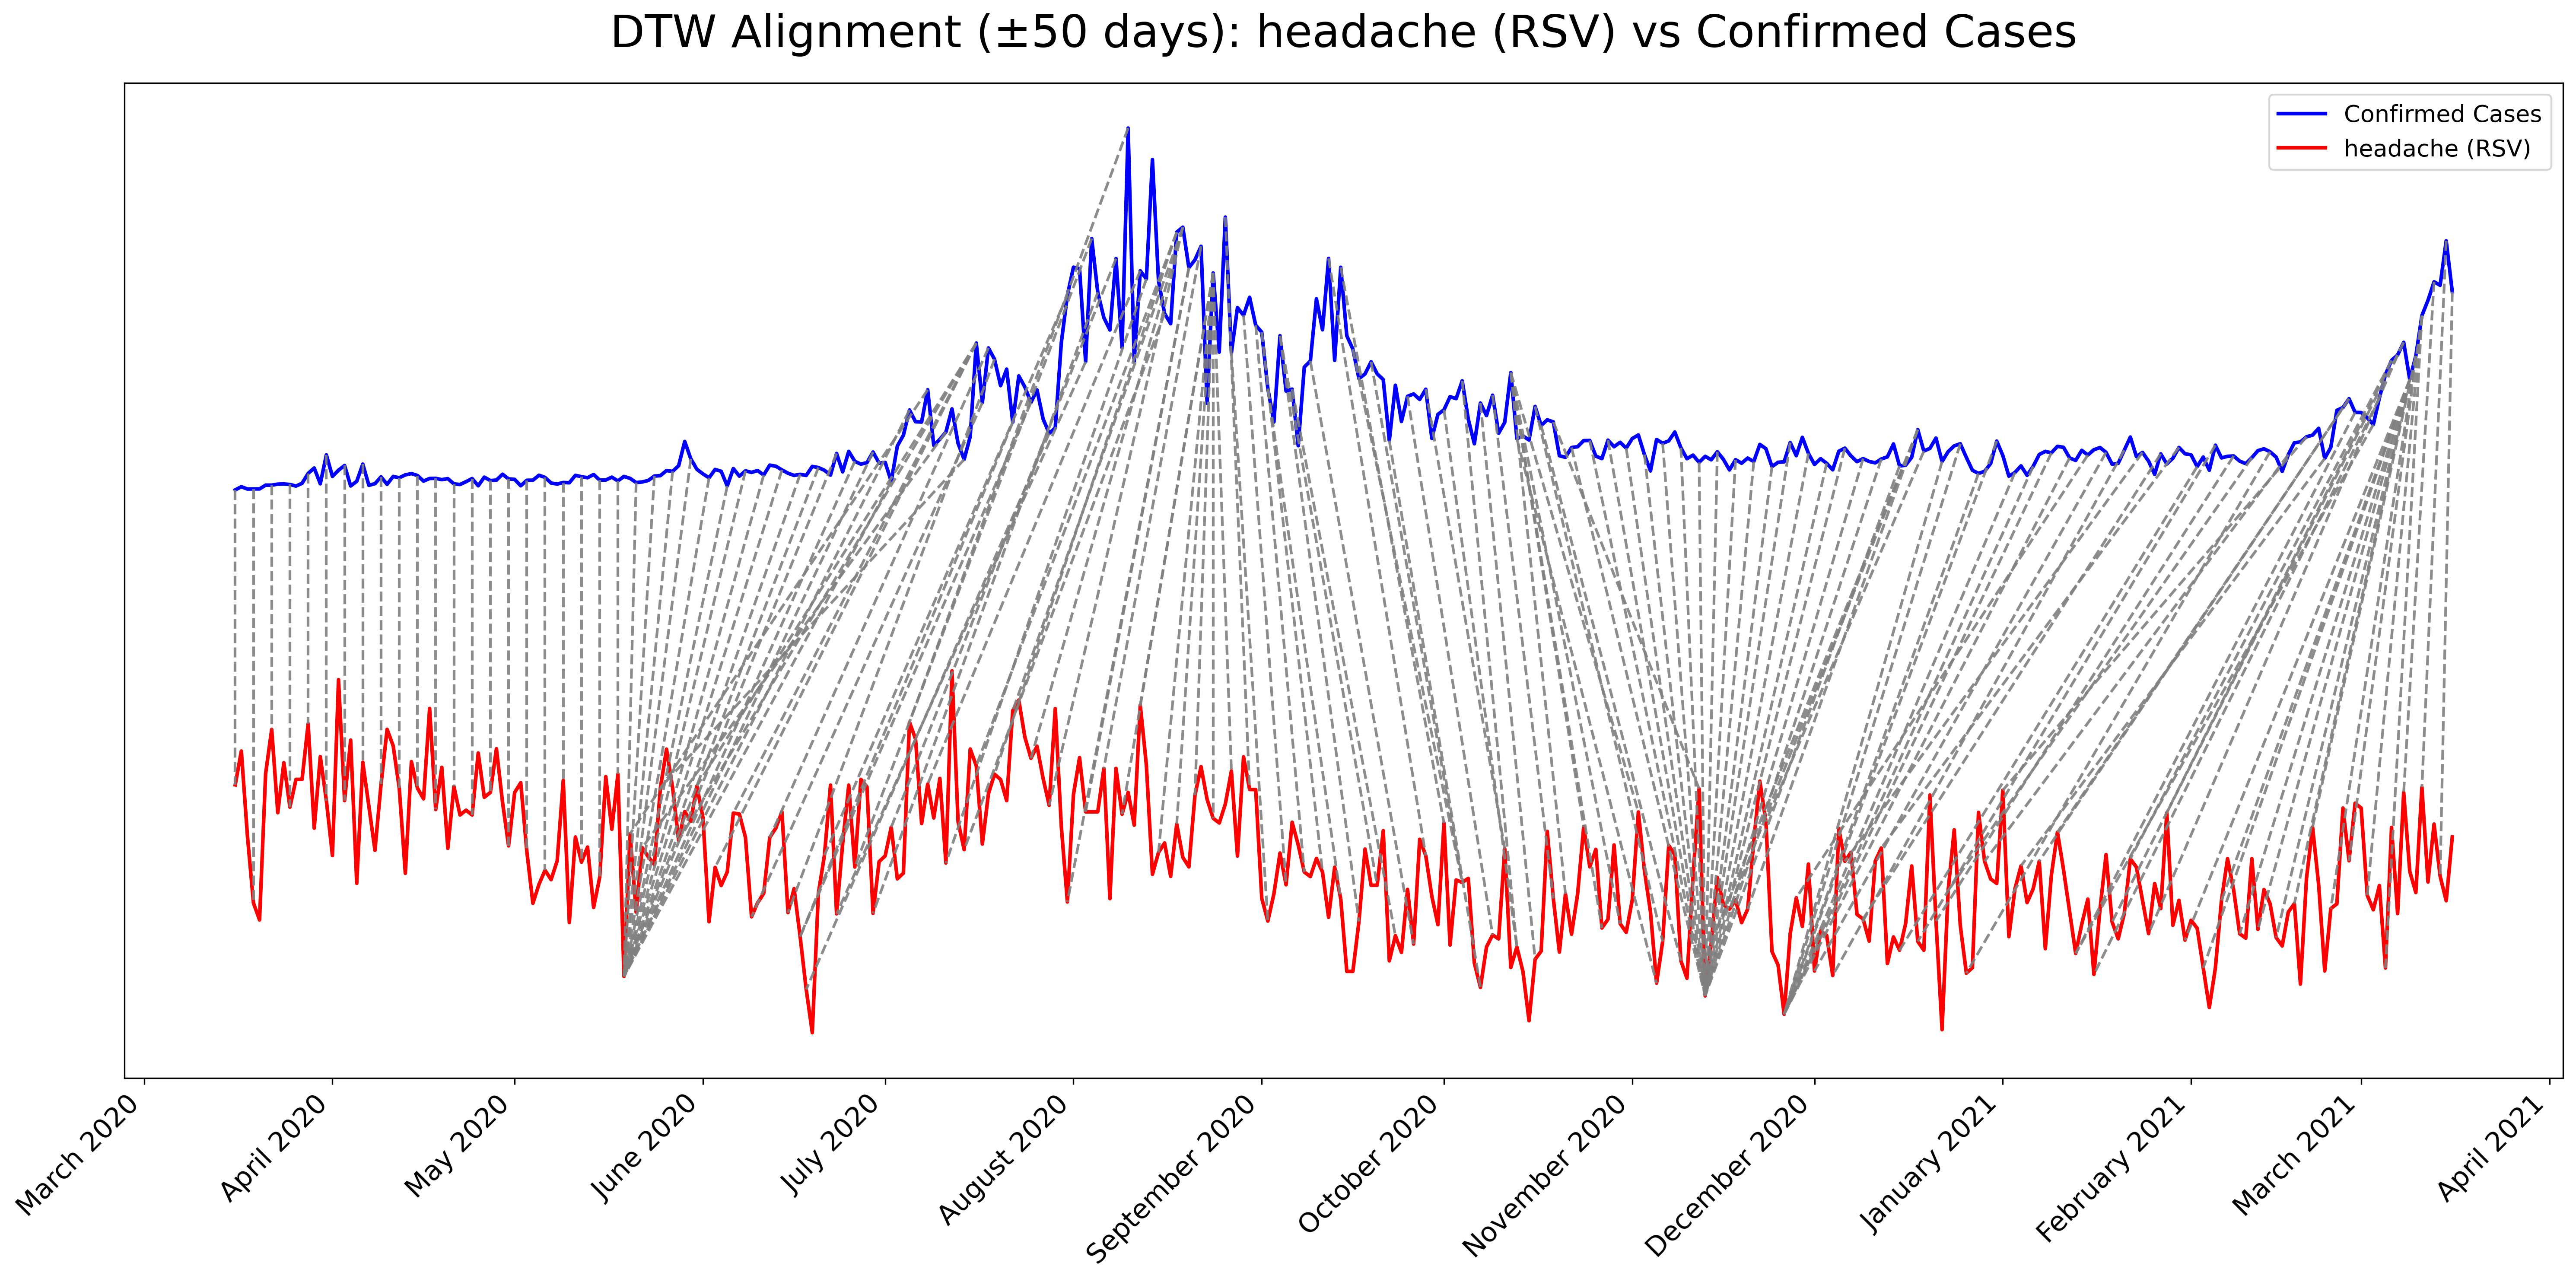 DTW Alignment (±50 days): headache (RSV) vs Confirmed Cases
Confirmed Cases
headache (RSV)
March 2020
April 2020
May 2020
June 2020
July 2020
August 2020
September 2020
October 2020
November 2020
December 2020
January 2021
February 2021
March 2021
April 2021